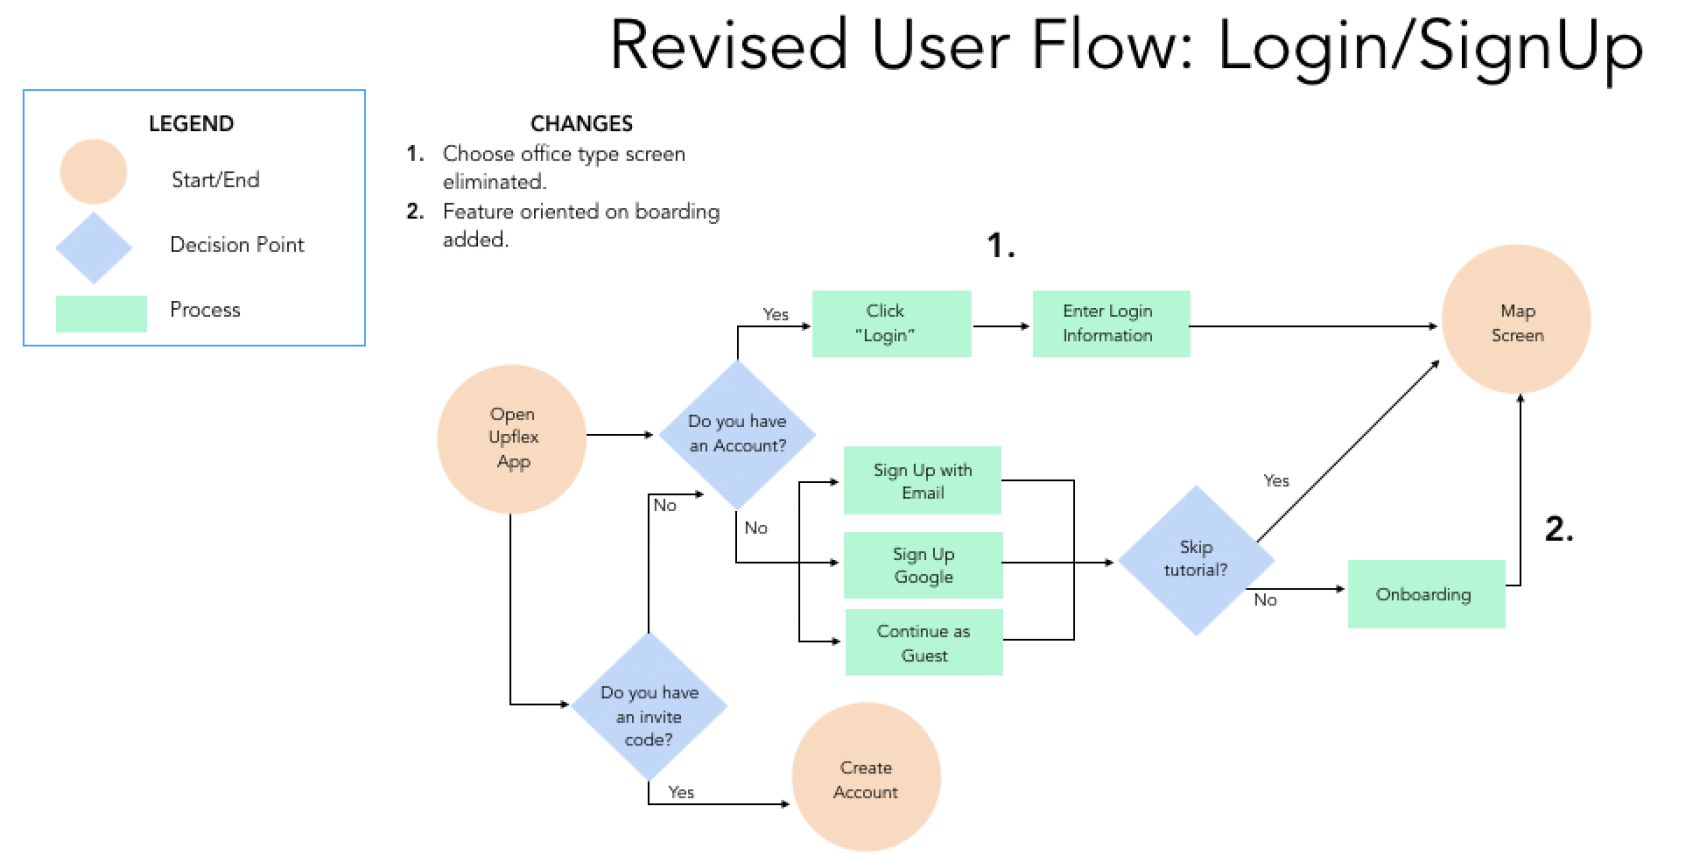 Revised User Flow: Login/SignUp
LEGEND
Start/End
Decision Point
Process
CHANGES
1. Choose office type screen
eliminated.
2. Feature oriented on boarding
added.
1.
Yes
Click
“Login”
Enter Login
Information
Map
Screen
Open
Upflex
App
Do you have
an Account?
No
No
Sign Up with
Email
Sign Up
Google
Continue as
Guest
Skip
tutorial?
Yes
No
2.
Onboarding
Do you have
an invite
code?
Yes
Create
Account